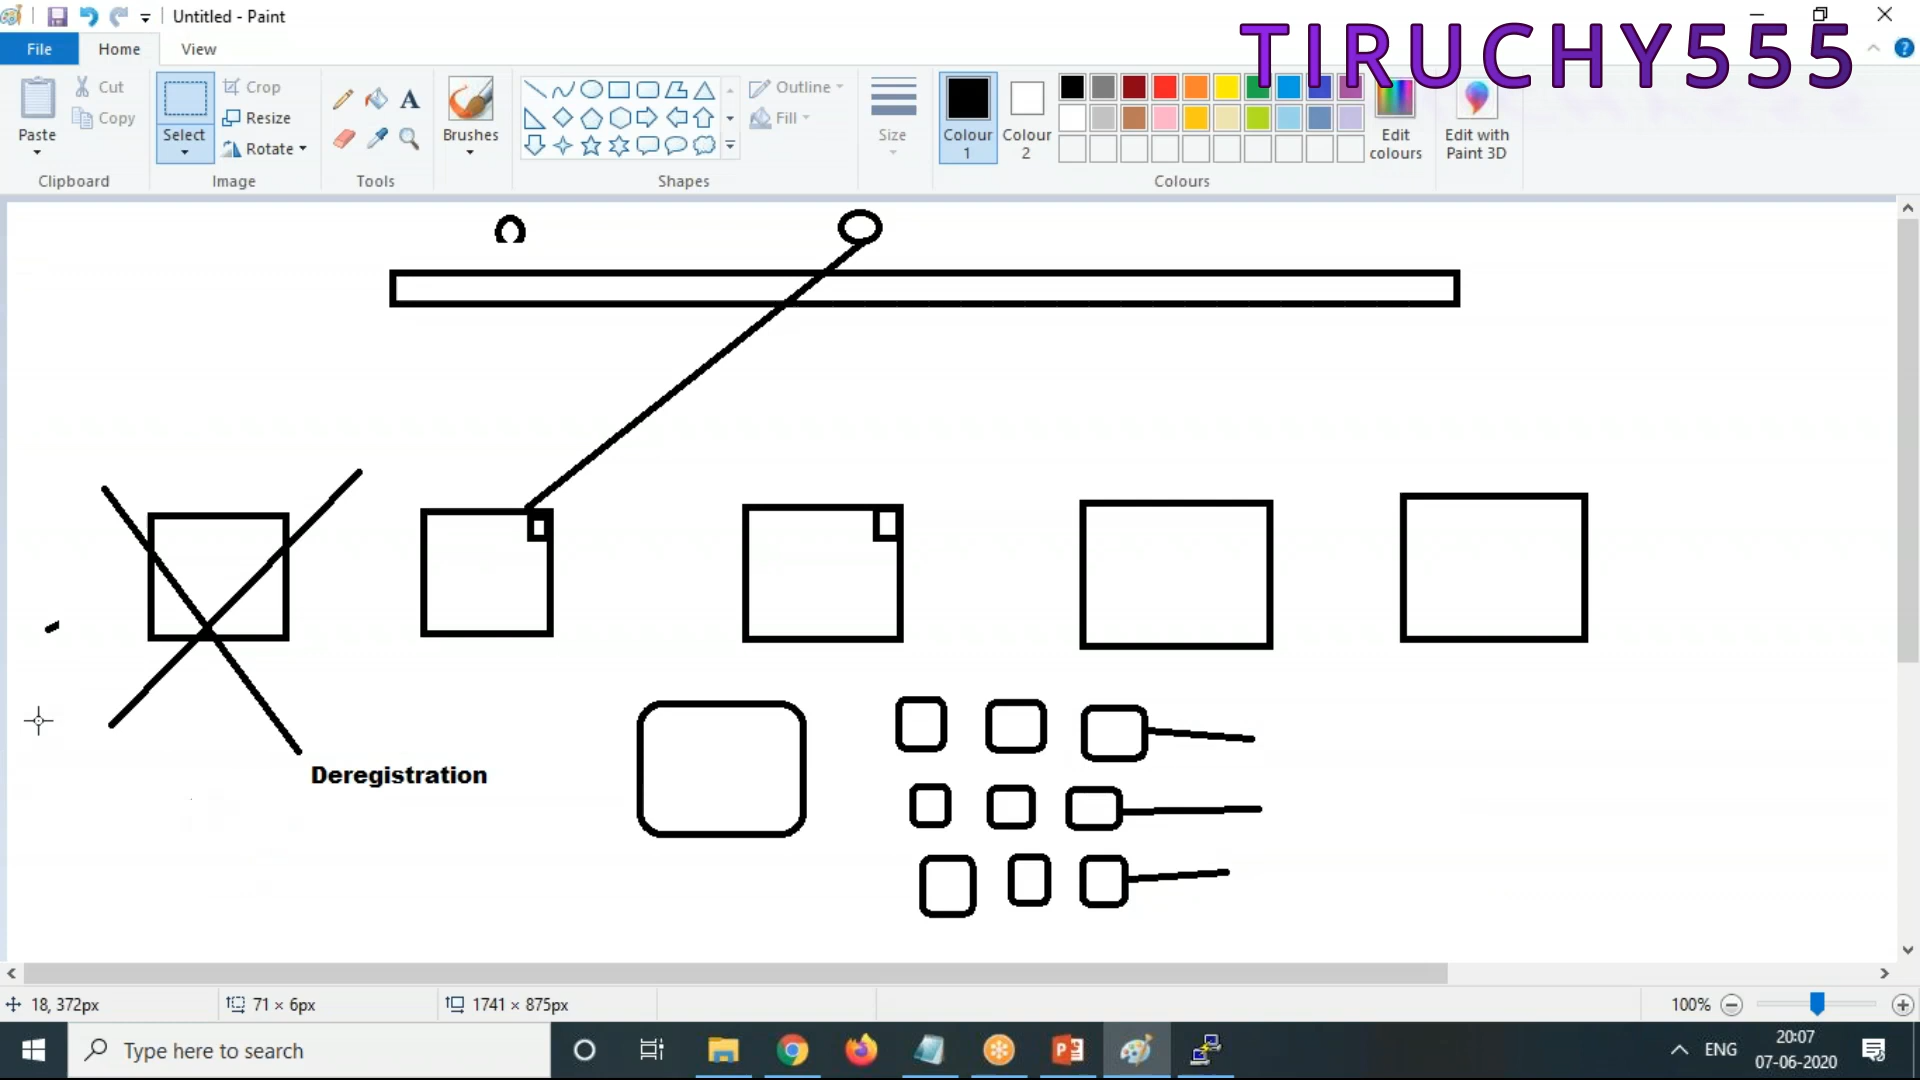 Untitled - Paint
TIRUCHY555
File Home View
Cut
Copy
Paste
Clipboard
Select
Crop
Resize
Rotate
Image
A
Tools
Brushes
Outline
Fill
Shapes
Size
Colour 1
Colour 2
Edit colours
Edit with Paint 3D
Colours
Deregistration
18, 372px
71 × 6px
1741 × 875px
100%
Type here to search
ENG
20:07
07-06-2020